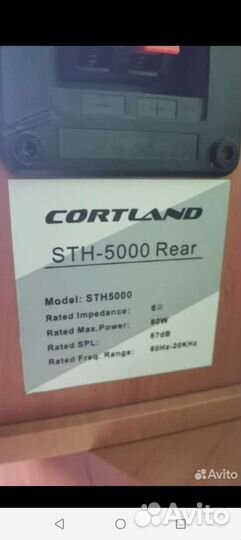 − +
CORTLAND
STH-5000 Rear
Model: STH5000
Rated Impedance: 6Ω
Rated Max.Power: 60W
Rated SPL: 87dB
Rated Freq. Range: 80Hz-20KHz
Avito
Avito